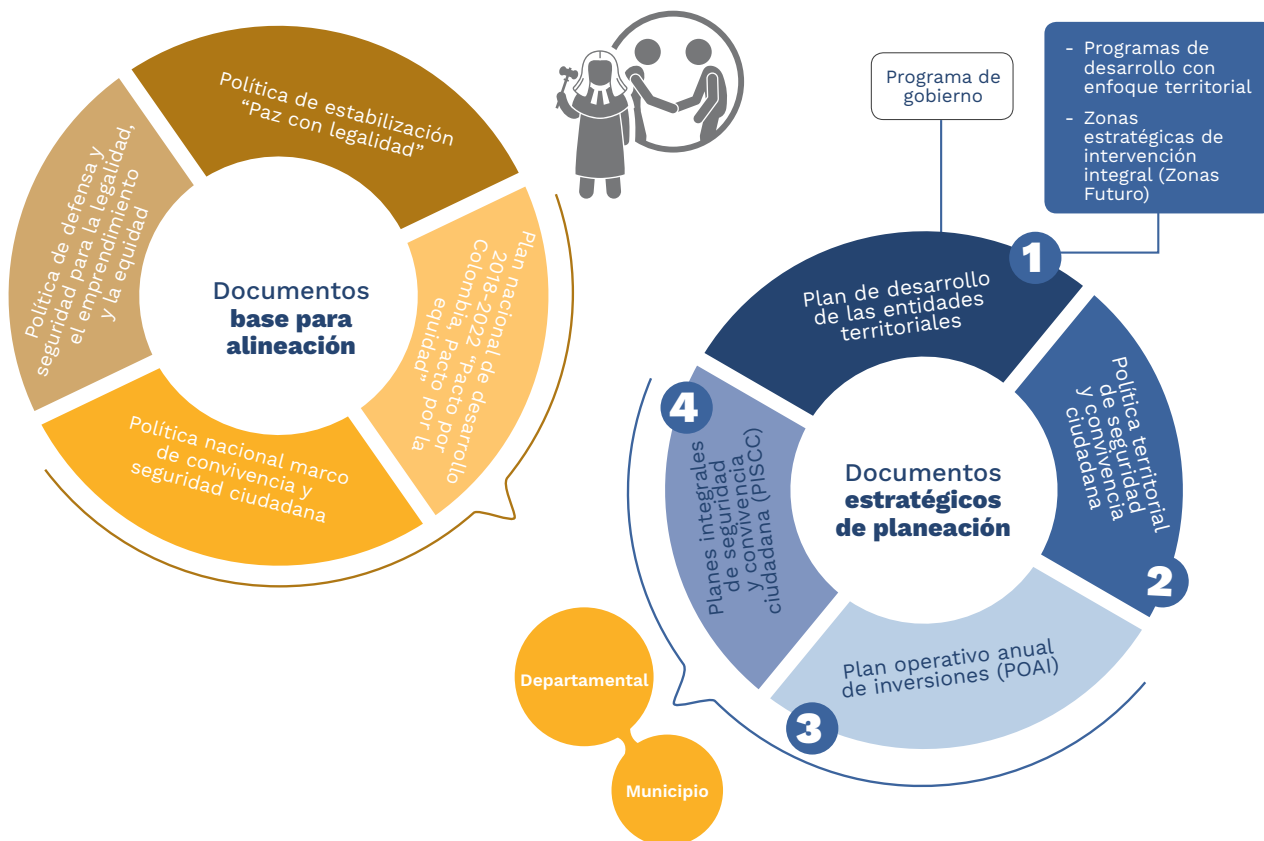 Política de estabilización
“Paz con legalidad”
Política de defensa y
seguridad para la legalidad,
el emprendimiento
y la equidad
Documentos
base para
alineación
Plan nacional de desarrollo
2018-2022 “pacto por
Colombia, pacto por la
equidad”
Política nacional marco
de convivencia y
seguridad ciudadana
Programa de
gobierno
- Programas de
desarrollo con
enfoque territorial
- Zonas
estratégicas de
intervención
integral (Zonas
Futuro)
1
Plan de desarrollo
de las entidades
territoriales
Política territorial
de seguridad
y convivencia
ciudadana
2
Documentos
estratégicos
de planeación
4
Planes integrales
de seguridad
y convivencia
ciudadana (PISCC)
Plan operativo anual
de inversiones (POAI)
3
Departamental
Municipio